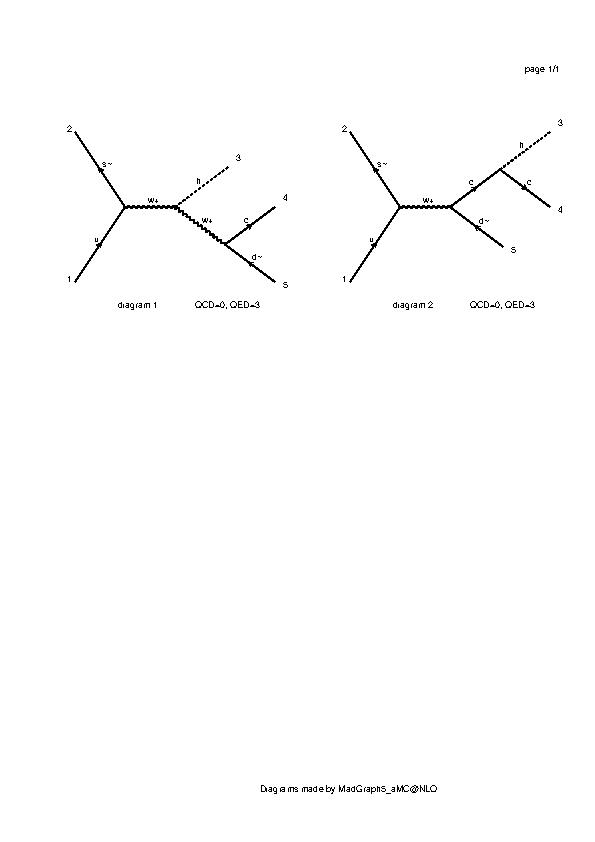 page 1/1
2
s~
u
1
w+
h
3
w+
c
4
d~
5
diagram 1 QCD=0, QED=3
2
s~
u
1
w+
c
h
3
c
4
d~
5
diagram 2 QCD=0, QED=3
Diagrams made by MadGraph5_aMC@NLO